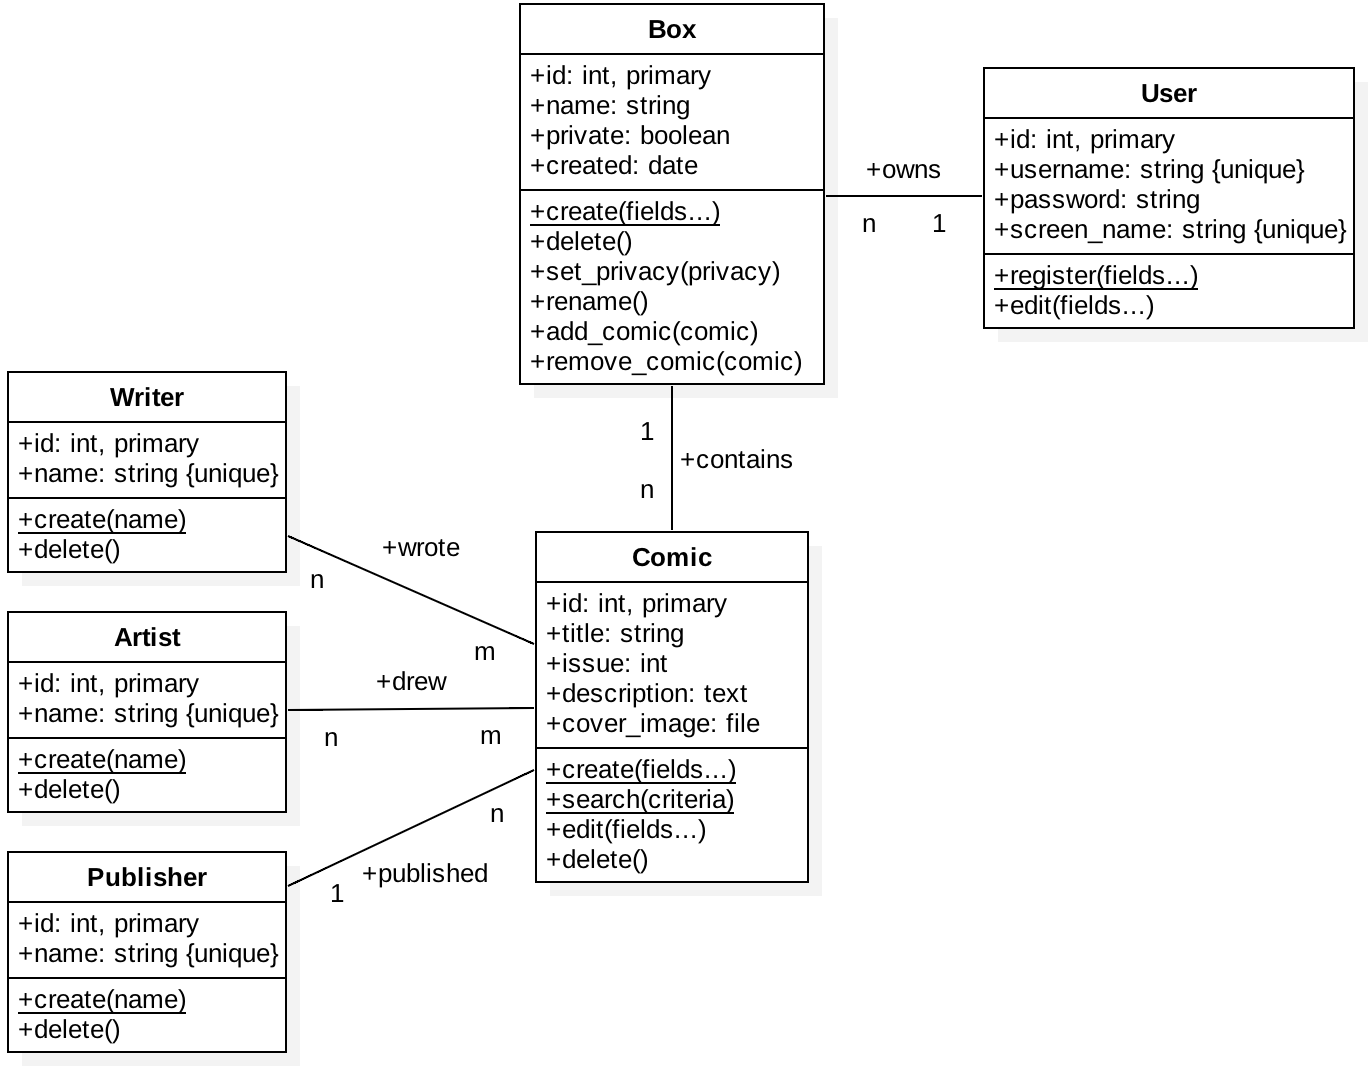 Box
+id: int, primary
+name: string
+private: boolean
+created: date
+create(fields...)
+delete()
+set_privacy(privacy)
+rename()
+add_comic(comic)
+remove_comic(comic)
+owns
n
1
User
+id: int, primary
+username: string {unique}
+password: string
+screen_name: string {unique}
+register(fields...)
+edit(fields...)
1
+contains
n
Writer
+id: int, primary
+name: string {unique}
+create(name)
+delete()
+wrote
n
m
Artist
+id: int, primary
+name: string {unique}
+create(name)
+delete()
+drew
n
m
Publisher
+id: int, primary
+name: string {unique}
+create(name)
+delete()
n
+published
1
Comic
+id: int, primary
+title: string
+issue: int
+description: text
+cover_image: file
+create(fields...)
+search(criteria)
+edit(fields...)
+delete()